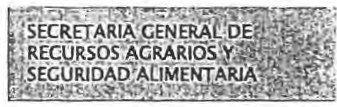 SECRETARIA GENERAL DE
RECURSOS AGRARIOS Y
SEGURIDAD ALIMENTARIA